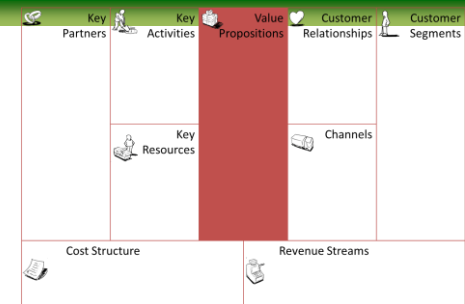 Key
Partners
Key
Activities
Value
Propositions
Customer
Relationships
Customer
Segments
Key
Resources
Channels
Cost Structure
Revenue Streams